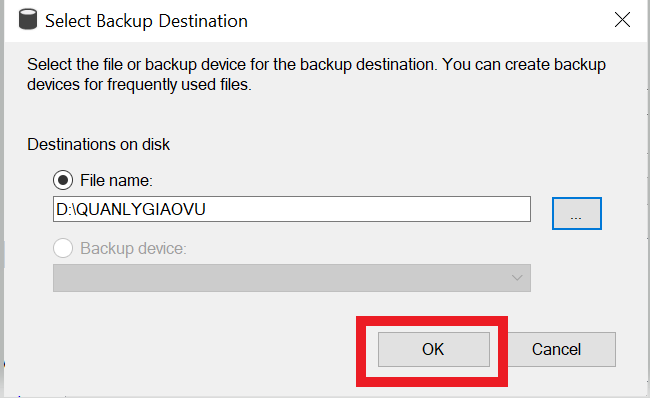 Select Backup Destination
Select the file or backup device for the backup destination. You can create backup
devices for frequently used files.
Destinations on disk
File name:
D:\QUANLYGIAOVU
...
Backup device:
OK
Cancel